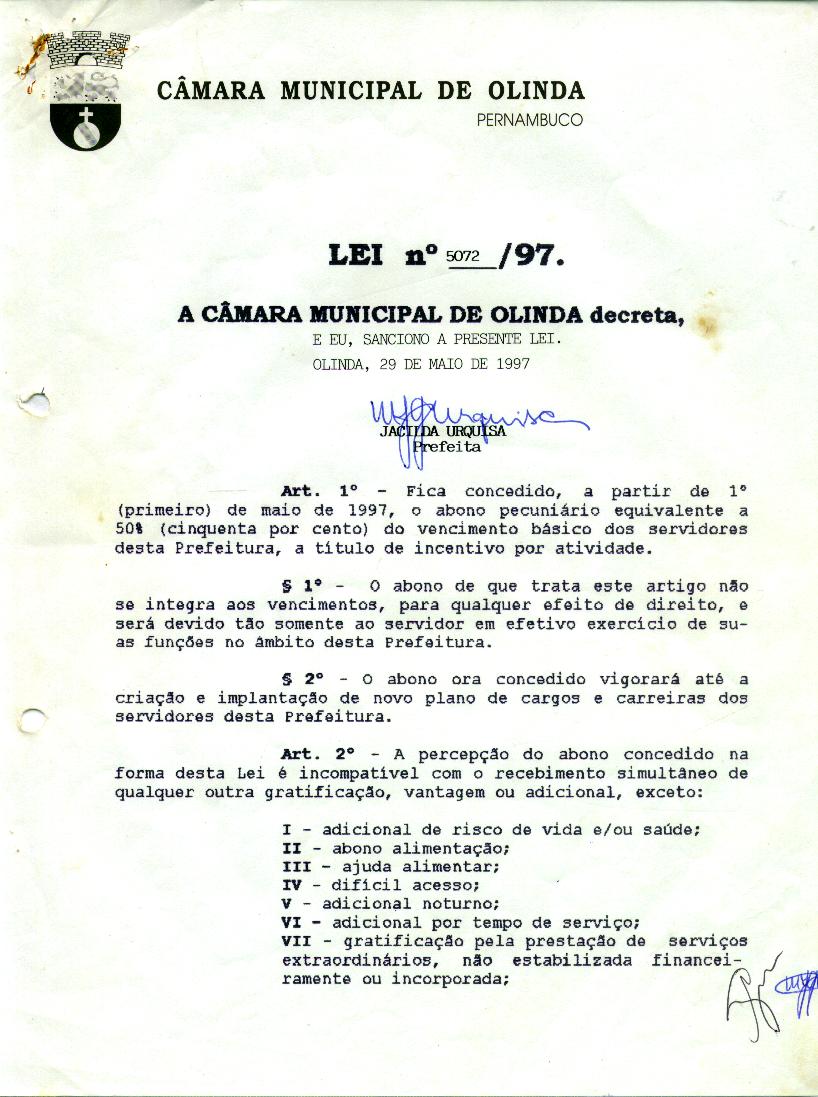 CÂMARA MUNICIPAL DE OLINDA
PERNAMBUCO
LEI nº 5072 /97.
A CÂMARA MUNICIPAL DE OLINDA decreta,
E EU, SANCIONO A PRESENTE LEI.
OLINDA, 29 DE MAIO DE 1997
JACILDA URQUISA
Prefeita
Art. 1º - Fica concedido, a partir de 1º
(primeiro) de maio de 1997, o abono pecuniário equivalente a
50% (cinquenta por cento) do vencimento básico dos servidores
desta Prefeitura, a título de incentivo por atividade.
§ 1º - O abono de que trata este artigo não
se integra aos vencimentos, para qualquer efeito de direito, e
será devido tão somente ao servidor em efetivo exercício de su-
as funções no âmbito desta Prefeitura.
§ 2º - O abono ora concedido vigorará até a
criação e implantação de novo plano de cargos e carreiras dos
servidores desta Prefeitura.
Art. 2º - A percepção do abono concedido na
forma desta Lei é incompatível com o recebimento simultâneo de
qualquer outra gratificação, vantagem ou adicional, exceto:
I - adicional de risco de vida e/ou saúde;
II - abono alimentação;
III - ajuda alimentar;
IV - difícil acesso;
V - adicional noturno;
VI - adicional por tempo de serviço;
VII - gratificação pela prestação de serviços
extraordinários, não estabilizada financei-
ramente ou incorporada;